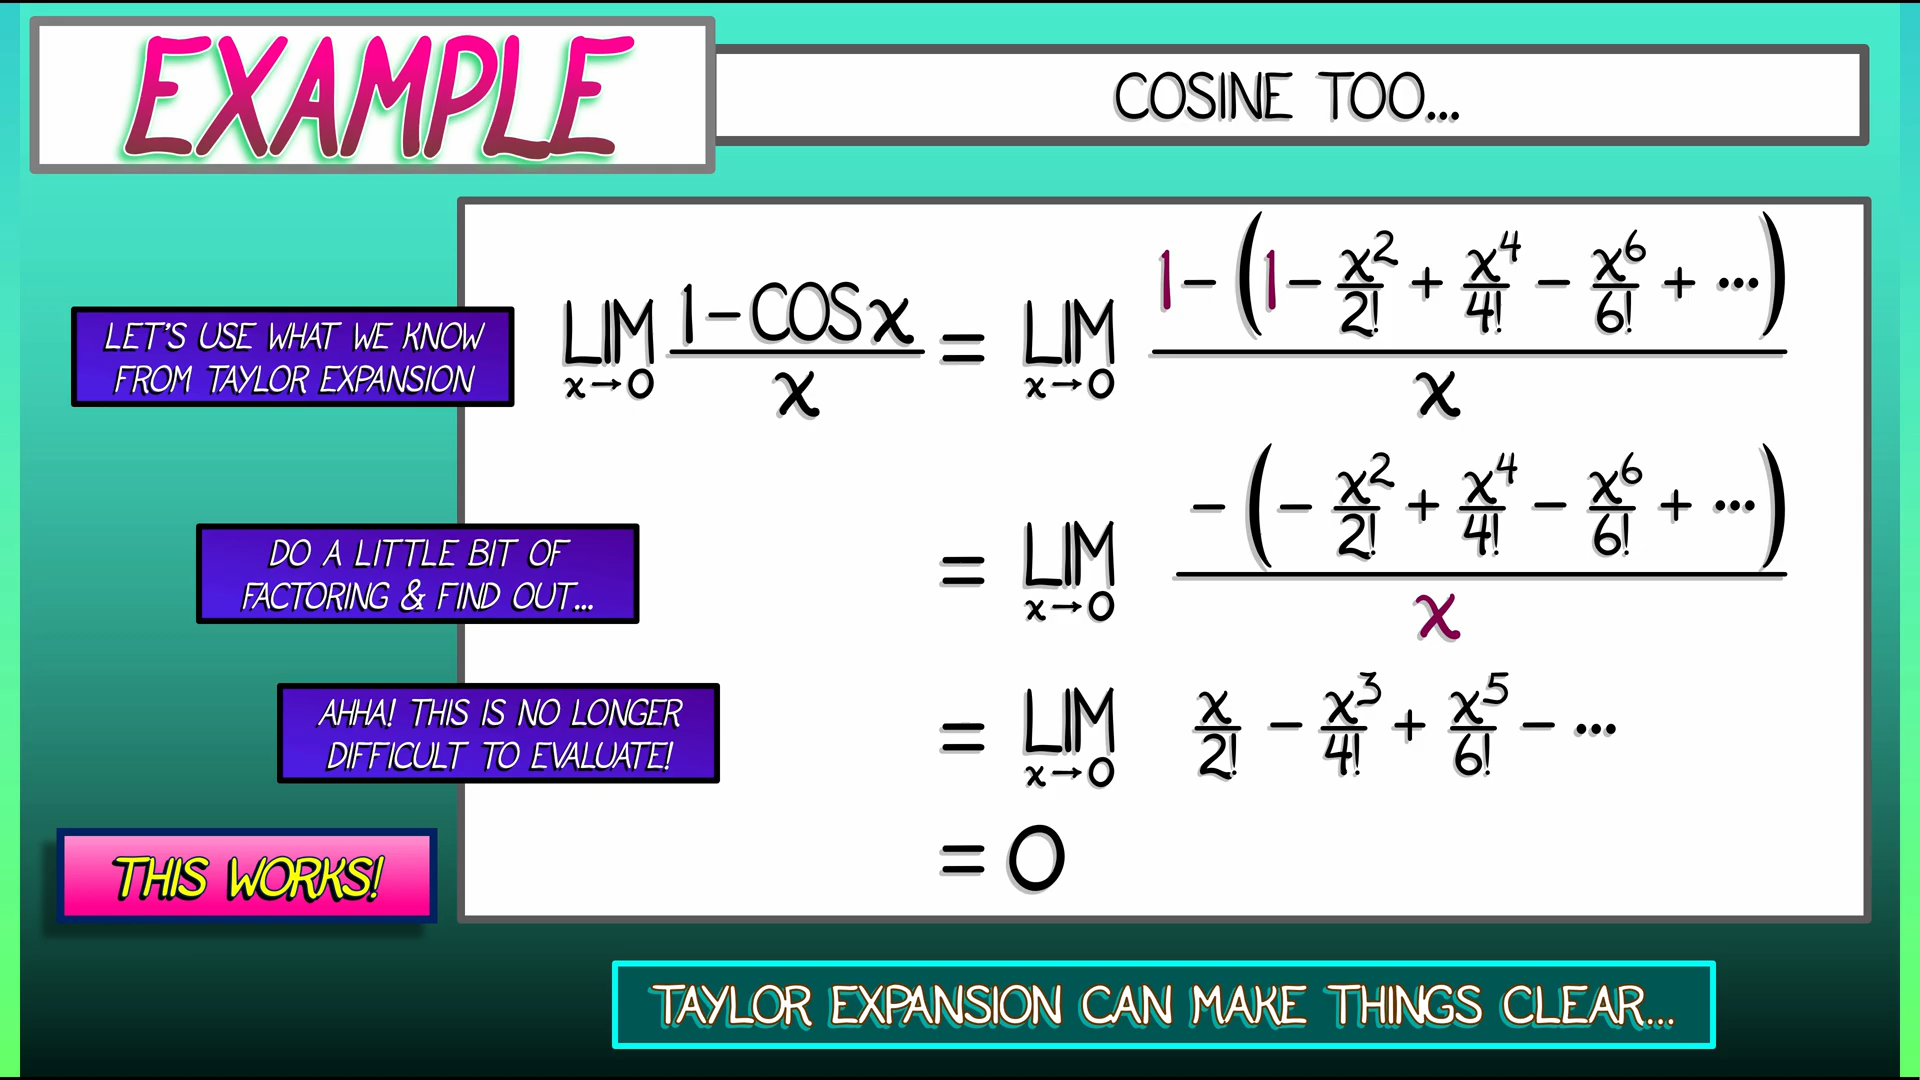 EXAMPLE
COSINE TOO...
LET'S USE WHAT WE KNOW
FROM TAYLOR EXPANSION
LIM x→0 (1 - COS x)/x = LIM x→0 (1 - (1 - x²/2! + x⁴/4! - x⁶/6! + ···))/x
DO A LITTLE BIT OF
FACTORING & FIND OUT...
= LIM x→0 (-(- x²/2! + x⁴/4! - x⁶/6! + ···))/x
AHHA! THIS IS NO LONGER
DIFFICULT TO EVALUATE!
= LIM x→0 x/2! - x³/4! + x⁵/6! - ···
THIS WORKS!
= 0
TAYLOR EXPANSION CAN MAKE THINGS CLEAR...